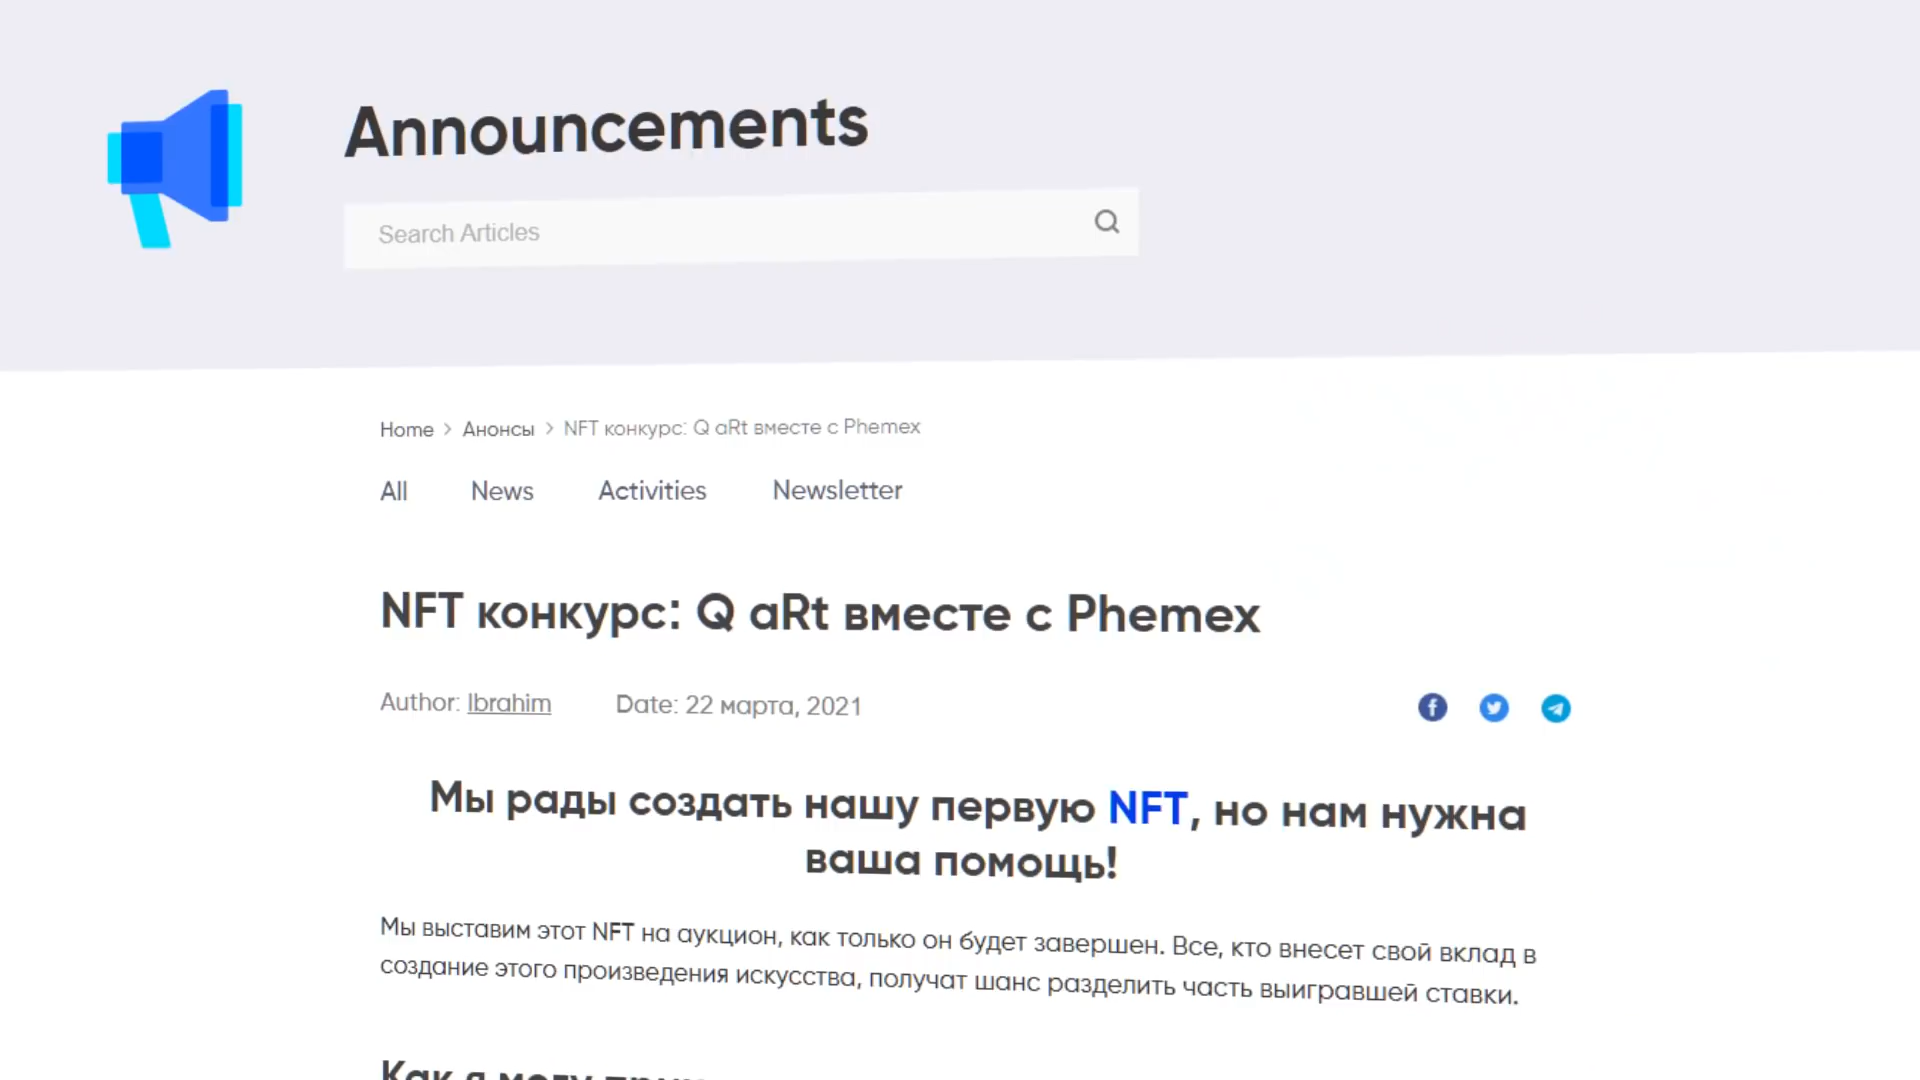 Announcements
Search Articles
Home > Анонсы > NFT конкурс: Q aRt вместе с Phemex
All News Activities Newsletter
NFT конкурс: Q aRt вместе с Phemex
Author: Ibrahim Date: 22 марта, 2021
Мы рады создать нашу первую NFT, но нам нужна
ваша помощь!
Мы выставим этот NFT на аукцион, как только он будет завершен. Все, кто внесет свой вклад в
создание этого произведения искусства, получат шанс разделить часть выигравшей ставки.
Как я могу